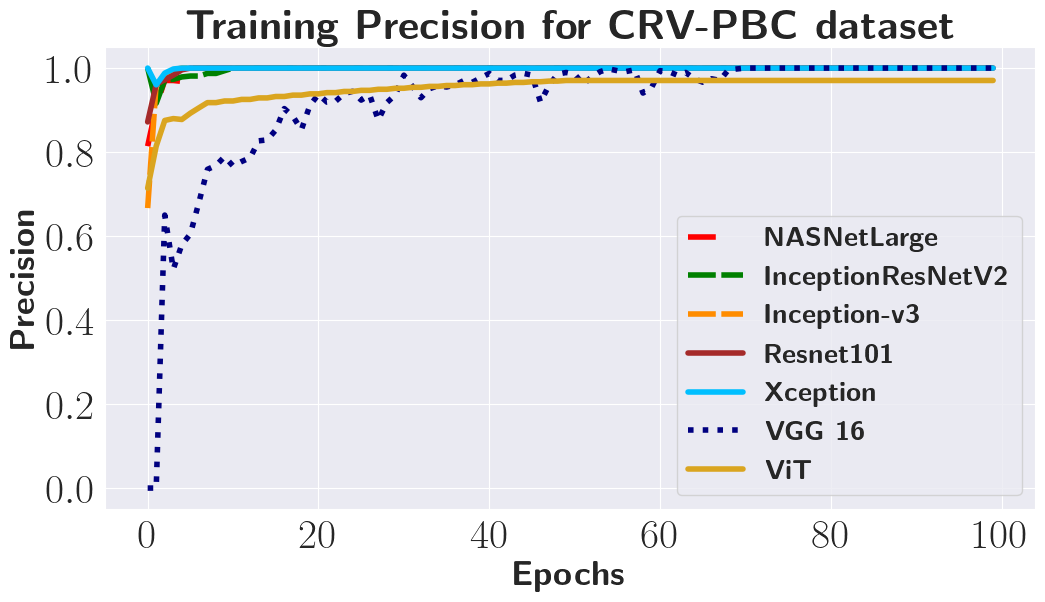 Training Precision for CRV-PBC dataset
Precision
1.0
0.8
0.6
0.4
0.2
0.0
NASNetLarge
InceptionResNetV2
Inception-v3
Resnet101
Xception
VGG 16
ViT
0 20 40 60 80 100
Epochs